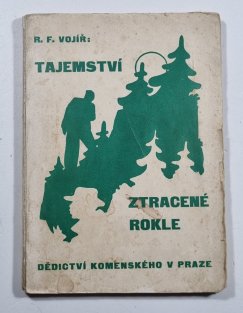 R. F. VOJÍŘ:
TAJEMSTVÍ
ZTRACENÉ
ROKLE
DĚDICTVÍ KOMENSKÉHO V PRAZE